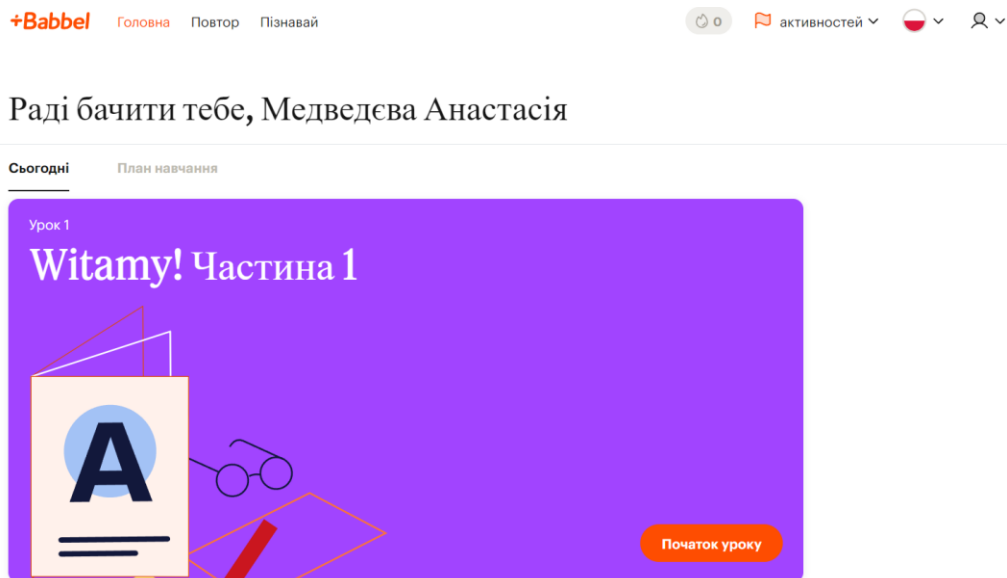 +Babbel Головна Повтор Пізнавай 0 активностей
Раді бачити тебе, Медведєва Анастасія
Сьогодні План навчання
Урок 1
Witamy! Частина 1
A
Початок уроку